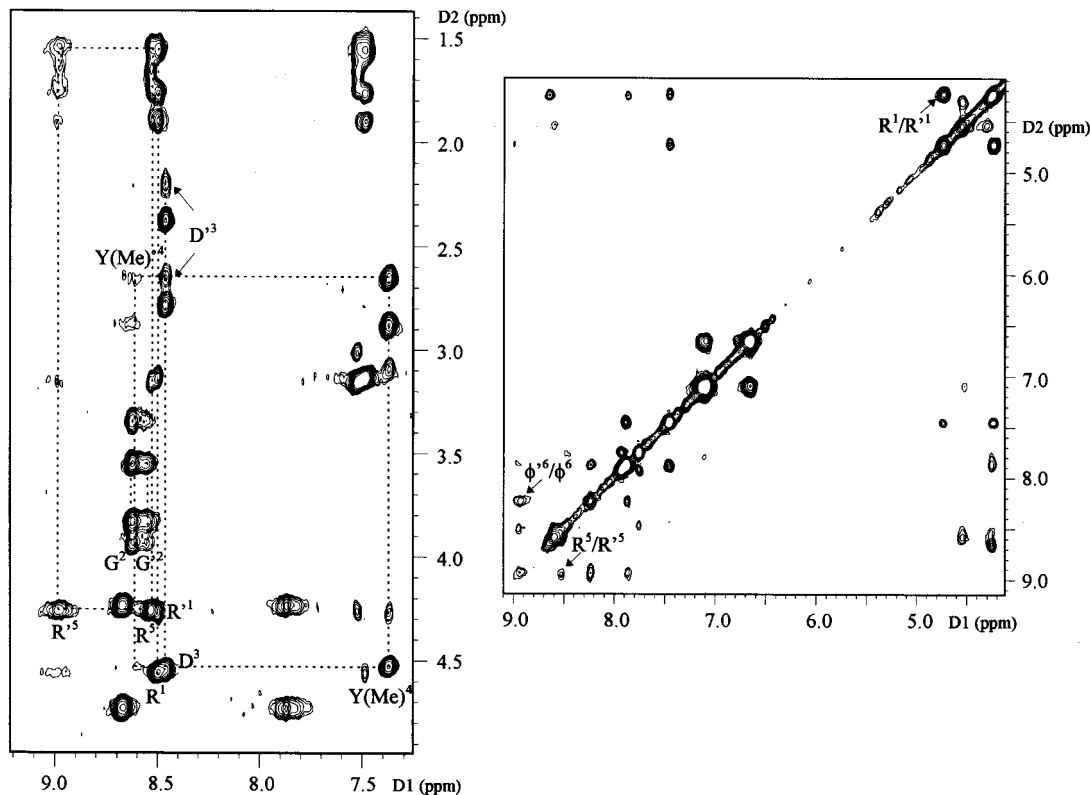 D2 (ppm)
1.5
2.0
2.5
3.0
3.5
4.0
4.5
D'³
Y(Me)'⁴
G² G'²
R'⁵
R⁵
R'¹
D³
R¹
Y(Me)⁴
9.0 8.5 8.0 7.5 D1 (ppm)
R¹/R'¹
D2 (ppm)
5.0
6.0
7.0
8.0
9.0
ϕ'⁶/ϕ⁶
R⁵/R'⁵
9.0 8.0 7.0 6.0 5.0
D1 (ppm)